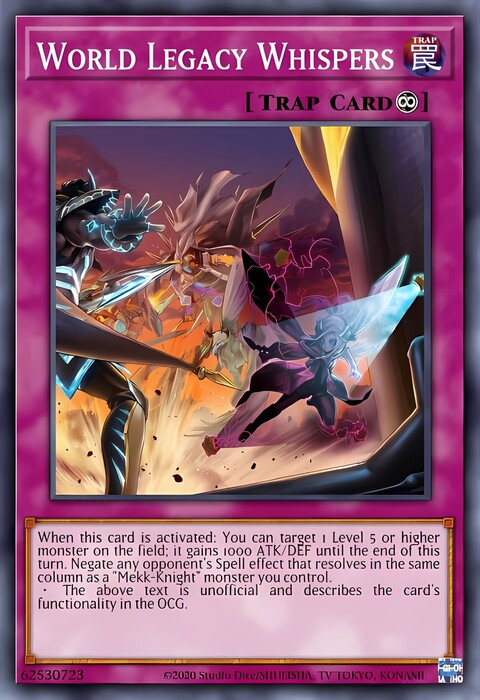 WORLD LEGACY WHISPERS
TRAP
罠
[TRAP CARD]
When this card is activated: You can target 1 Level 5 or higher
monster on the field; it gains 1000 ATK/DEF until the end of this
turn. Negate any opponent's Spell effect that resolves in the same
column as a "Mekk-Knight" monster you control.
· The above text is unofficial and describes the card's
functionality in the OCG.
62530723
©2020 Studio Dice/SHUEISHA, TV TOKYO, KONAMI